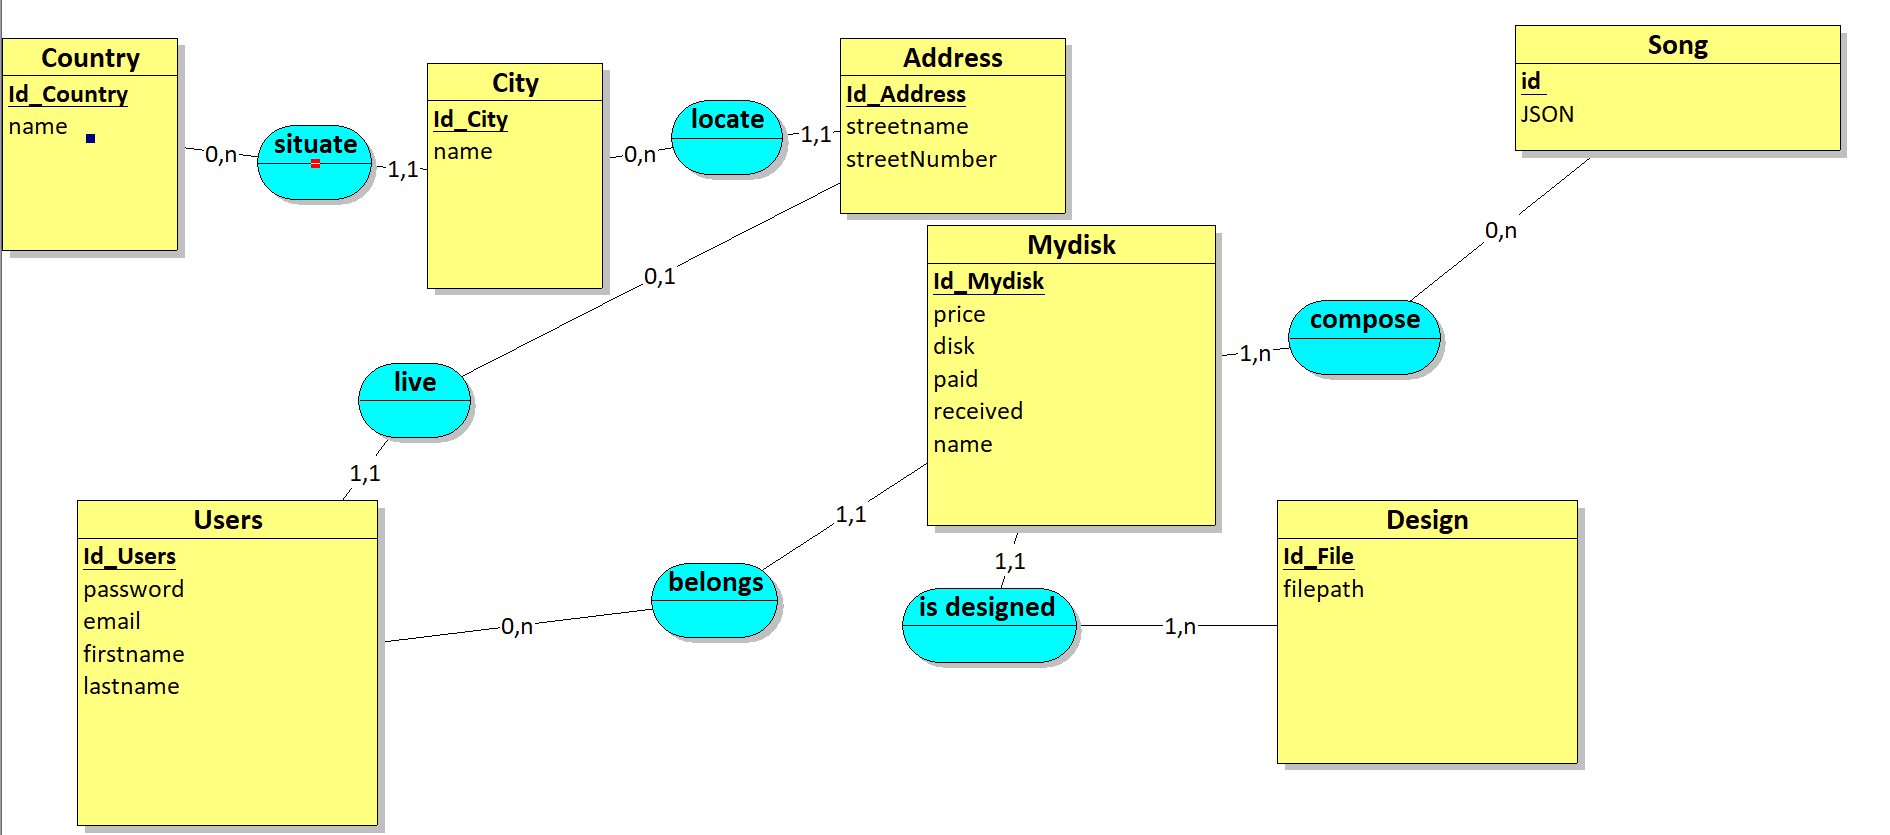 Country
Id_Country
name
0,n
situate
1,1
City
Id_City
name
0,n
locate
1,1
Address
Id_Address
streetname
streetNumber
Song
id
JSON
0,n
compose
1,n
Mydisk
Id_Mydisk
price
disk
paid
received
name
0,1
live
1,1
Users
Id_Users
password
email
firstname
lastname
0,n
belongs
1,1
1,1
is designed
1,n
Design
Id_File
filepath